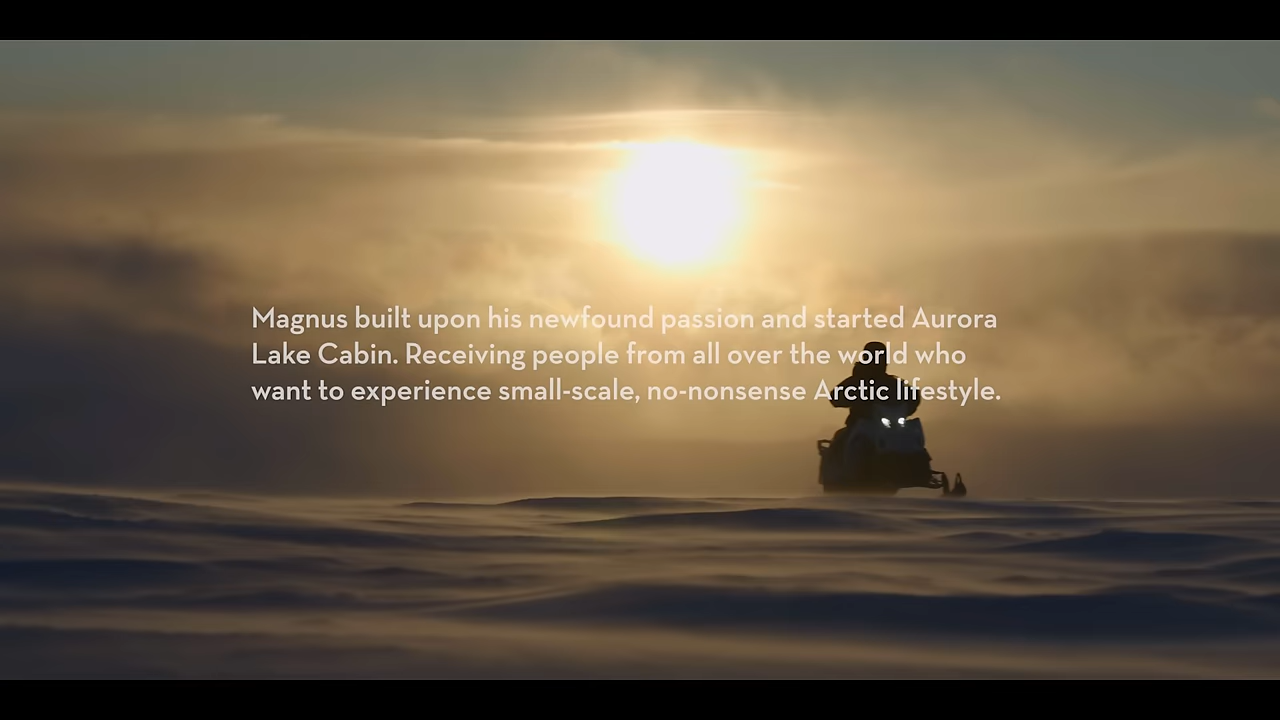 Magnus built upon his newfound passion and started Aurora
Lake Cabin. Receiving people from all over the world who
want to experience small-scale, no-nonsense Arctic lifestyle.